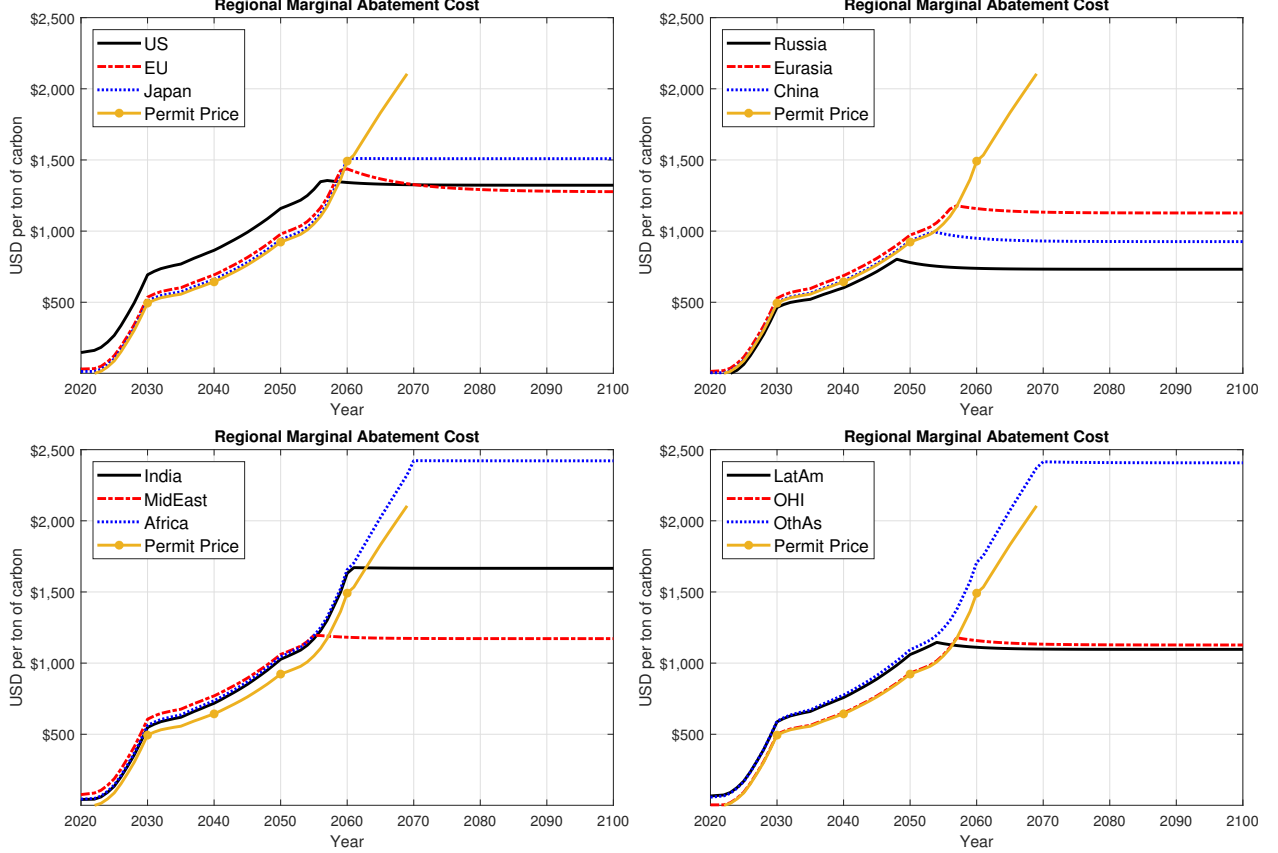 Regional Marginal Abatement Cost
$2,500
$2,000
$1,500
$1,000
$500
USD per ton of carbon
US
EU
Japan
Permit Price
2020 2030 2040 2050 2060 2070 2080 2090 2100
Year
Regional Marginal Abatement Cost
$2,500
$2,000
$1,500
$1,000
$500
USD per ton of carbon
Russia
Eurasia
China
Permit Price
2020 2030 2040 2050 2060 2070 2080 2090 2100
Year
Regional Marginal Abatement Cost
$2,500
$2,000
$1,500
$1,000
$500
USD per ton of carbon
India
MidEast
Africa
Permit Price
2020 2030 2040 2050 2060 2070 2080 2090 2100
Year
Regional Marginal Abatement Cost
$2,500
$2,000
$1,500
$1,000
$500
USD per ton of carbon
LatAm
OHI
OthAs
Permit Price
2020 2030 2040 2050 2060 2070 2080 2090 2100
Year